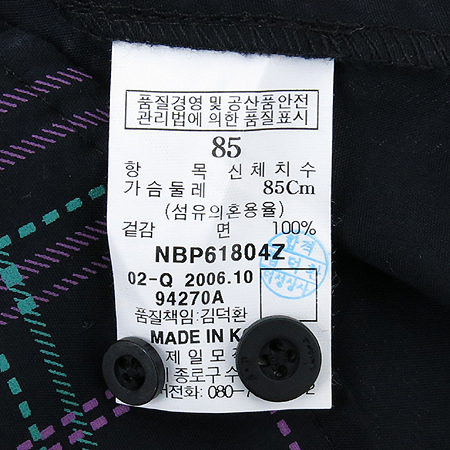 품질경영 및 공산품안전
관리법에 의한 품질표시
85
항 목 신체치수
가슴둘레 85Cm
(섬유의혼용율)
겉감 면 100%
NBP61804Z
02-Q 2006.10
94270A
품질책임:김덕환
MADE IN
제일모
종로구수
전화: 080-7